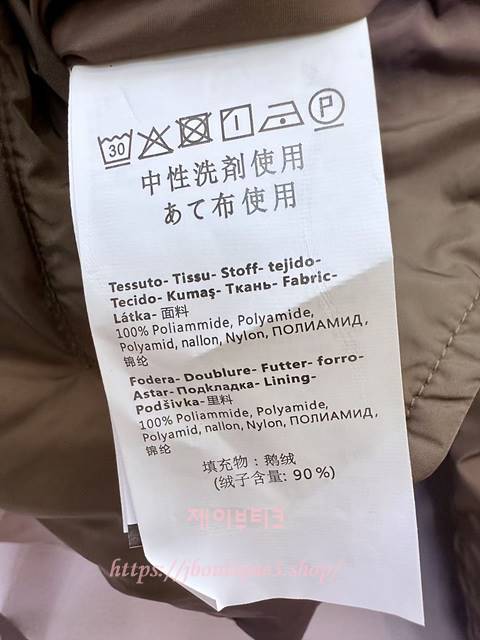 30 P
中性洗剤使用
あて布使用
Tessuto- Tissu- Stoff- tejido-
Tecido- Kumaş- Ткань- Fabric-
Látka- 面料
100% Poliammide, Polyamide,
Polyamid, nallon, Nylon, ПОЛИАМИД,
锦纶
Fodera- Doublure- Futter- forro-
Astar- Подкладка- Lining-
Podšivka- 里料
100% Poliammide, Polyamide,
Polyamid, nallon, Nylon, ПОЛИАМИД,
锦纶
填充物：鹅绒
(绒子含量: 90%)
제이부티크
https://jboutique3.shop/